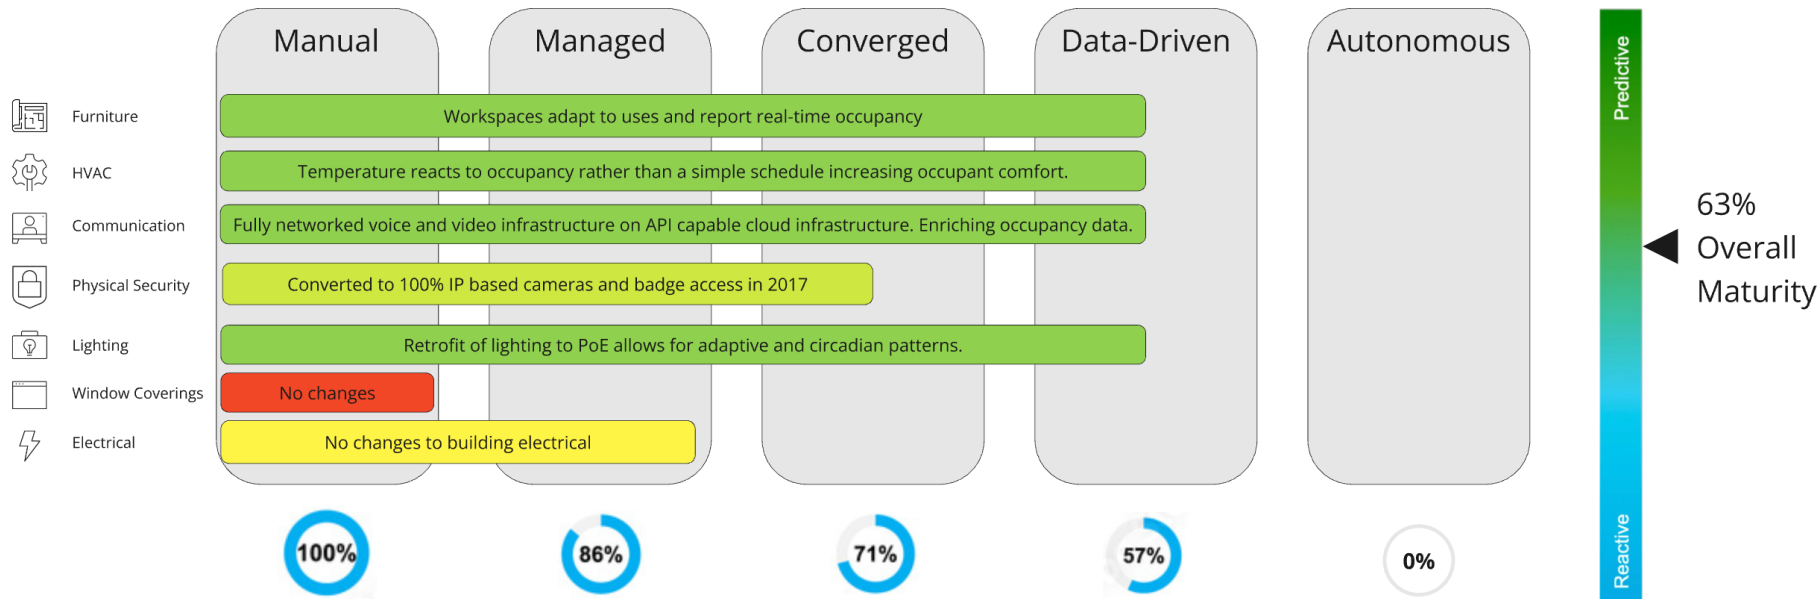 Manual
Managed
Converged
Data-Driven
Autonomous
Furniture
Workspaces adapt to uses and report real-time occupancy
HVAC
Temperature reacts to occupancy rather than a simple schedule increasing occupant comfort.
Communication
Fully networked voice and video infrastructure on API capable cloud infrastructure. Enriching occupancy data.
Physical Security
Converted to 100% IP based cameras and badge access in 2017
Lighting
Retrofit of lighting to PoE allows for adaptive and circadian patterns.
Window Coverings
No changes
Electrical
No changes to building electrical
100%
86%
71%
57%
0%
Predictive
Reactive
63%
Overall
Maturity